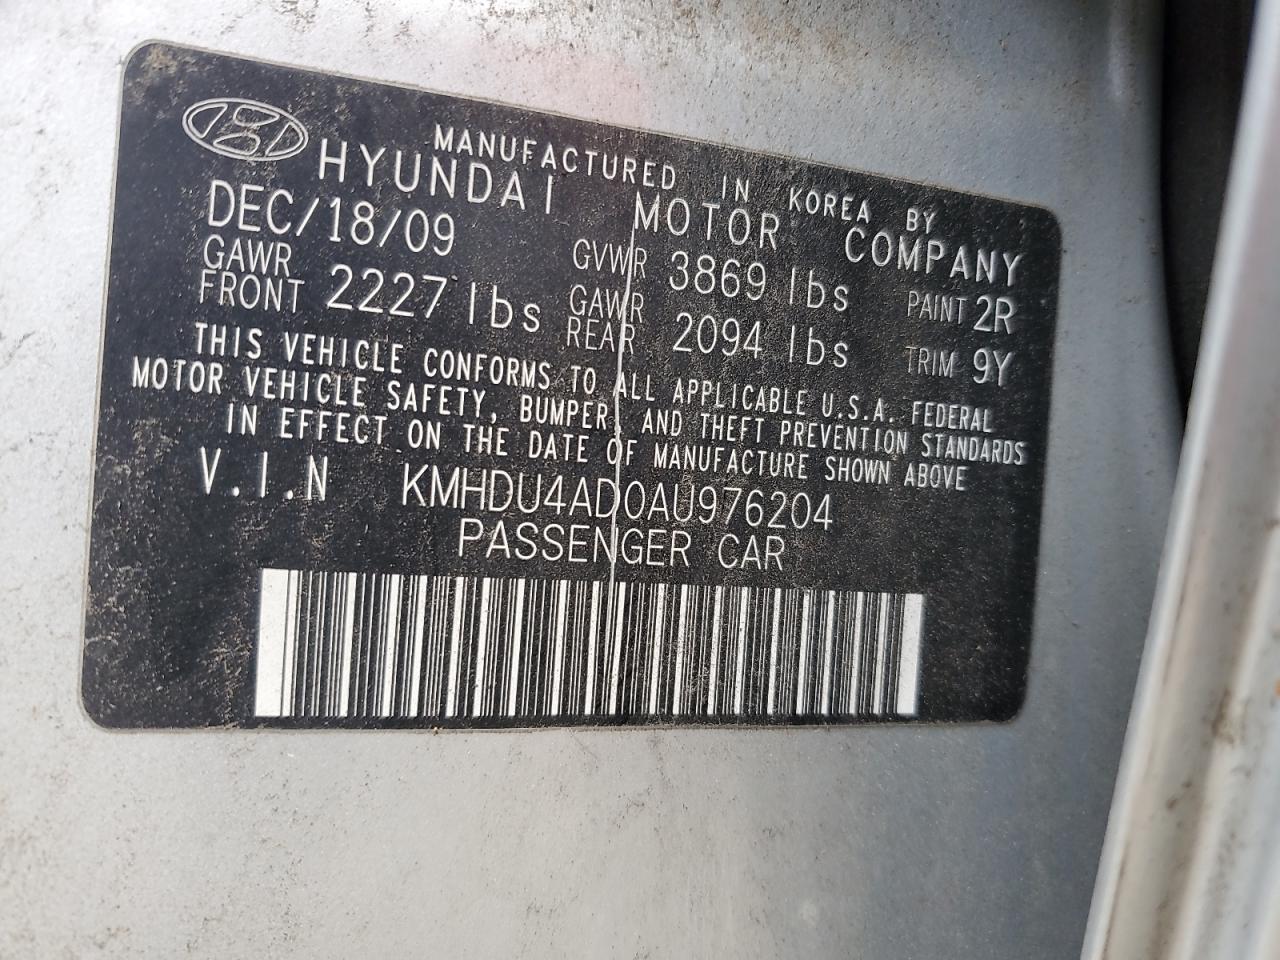 MANUFACTURED IN KOREA BY
HYUNDAI MOTOR COMPANY
DEC/18/09 GVWR 3869 lbs PAINT 2R
GAWR FRONT 2227 lbs GAWR REAR 2094 lbs TRIM 9Y
THIS VEHICLE CONFORMS TO ALL APPLICABLE U.S.A. FEDERAL
MOTOR VEHICLE SAFETY, BUMPER, AND THEFT PREVENTION STANDARDS
IN EFFECT ON THE DATE OF MANUFACTURE SHOWN ABOVE
V.I.N KMHDU4AD0AU976204
PASSENGER CAR